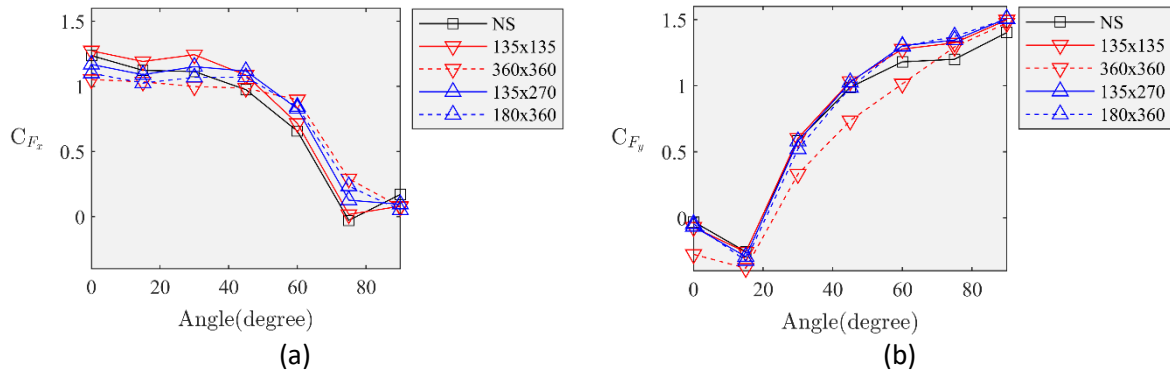 1.5
1
0.5
0
C_{F_x}
0 20 40 60 80
Angle(degree)
NS
135x135
360x360
135x270
180x360
(a)
1.5
1
0.5
0
C_{F_y}
0 20 40 60 80
Angle(degree)
NS
135x135
360x360
135x270
180x360
(b)